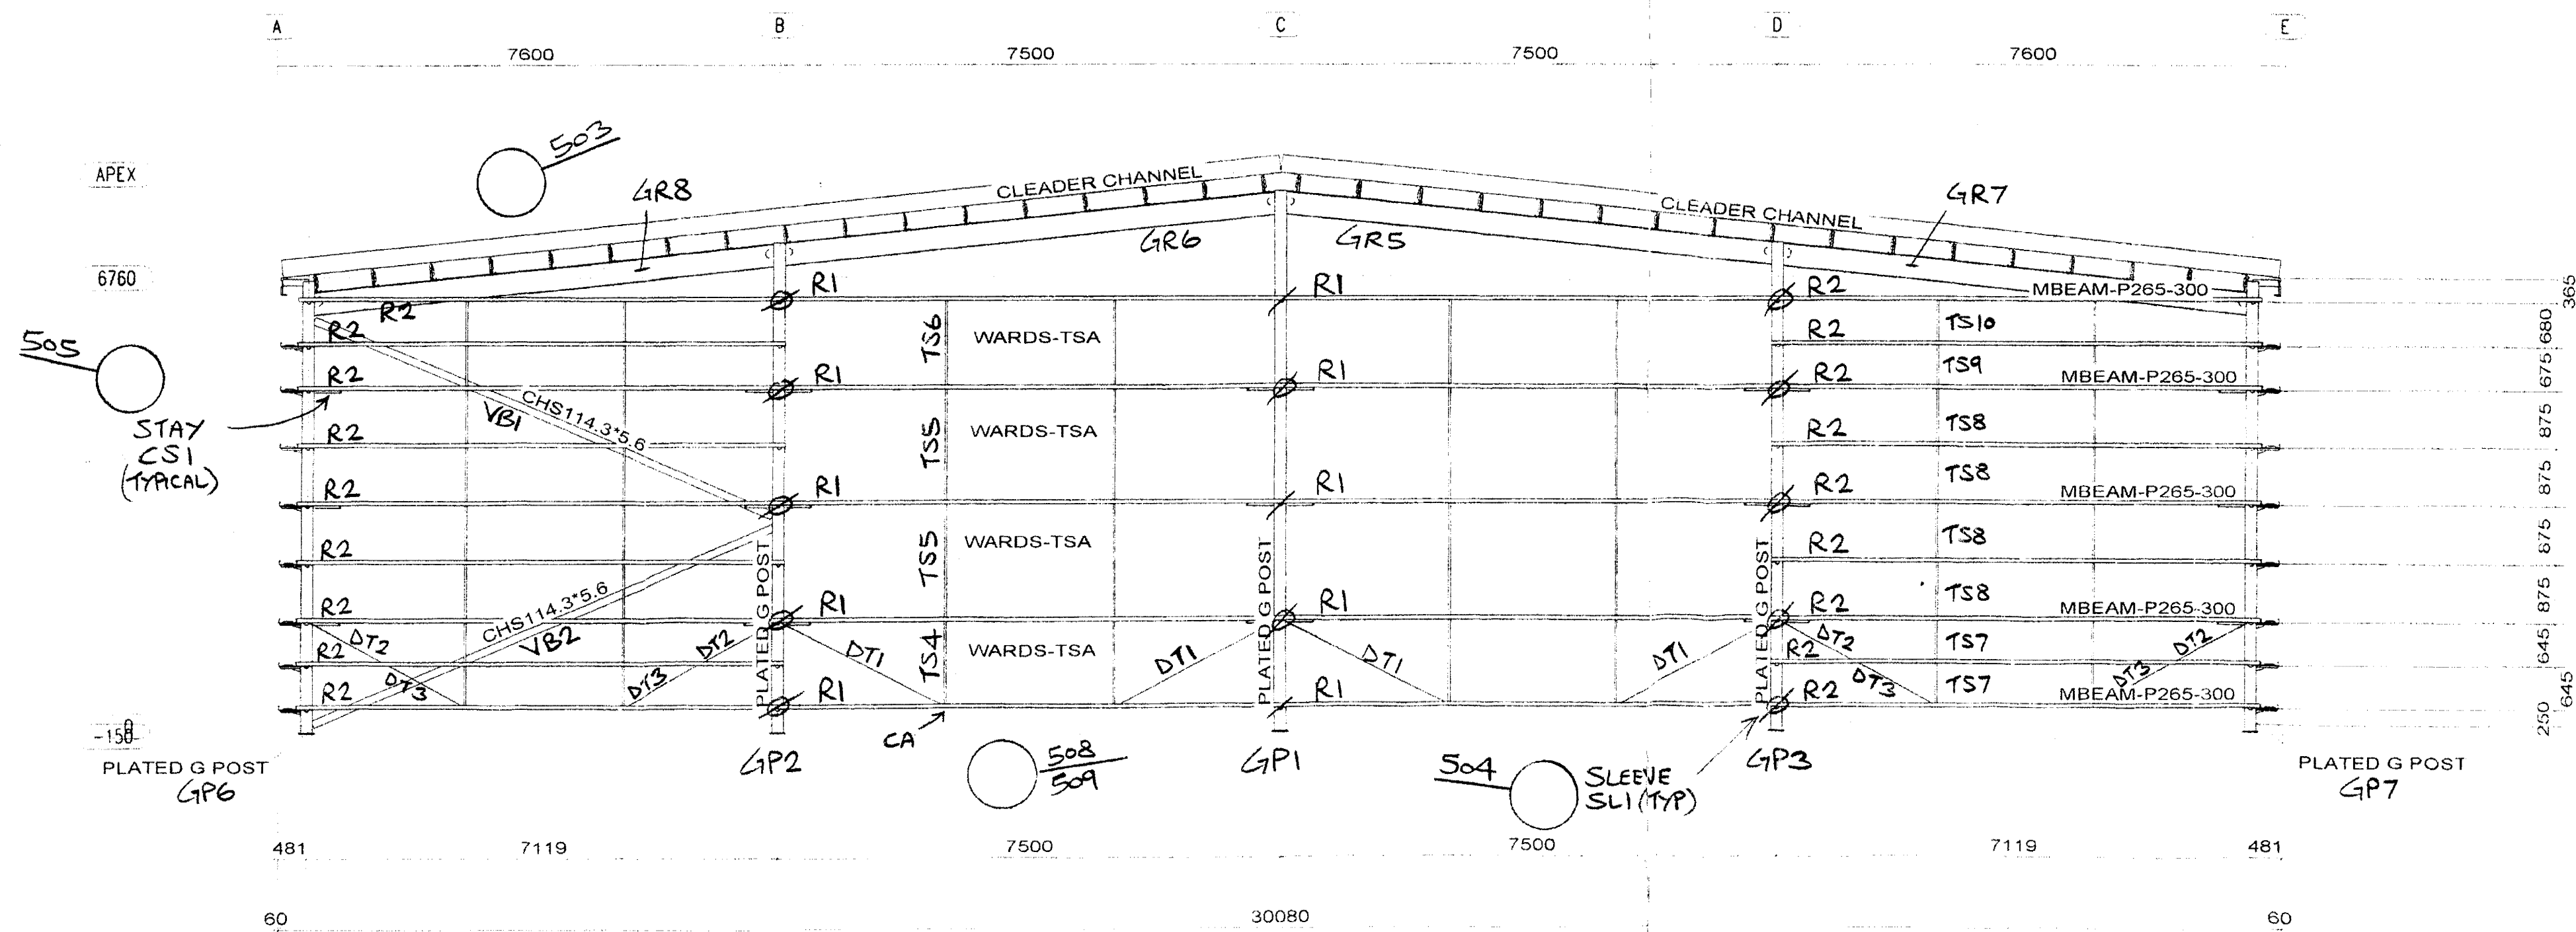 A B C D E
7600 7500 7500 7600
503
APEX
GR8
CLEADER CHANNEL
CLEADER CHANNEL
GR7
GR6 GR5
6760
R1 R1 R2 MBEAM-P265-300 365
R2
R2 TS6 WARDS-TSA R2 TS10 680
505
R2 R1 R1 R2 TS9 MBEAM-P265-300 675
STAY
CS1
(TYPICAL)
CHS114.3*5.6
VB1
R2 TS5 WARDS-TSA R2 TS8 875
R2 R1 R1 R2 TS8 MBEAM-P265-300 875
R2 TS5 WARDS-TSA R2 TS8 875
PLATED G POST PLATED G POST PLATED G POST
CHS114.3*5.6
VB2
R2 R1 R1 R2 TS8 MBEAM-P265-300 875
R2 DT2 DT2 DT1 TS4 WARDS-TSA DT1 DT1 DT1 R2 DT2 TS7 DT2 645
R2 DT3 DT3 R1 R1 R2 DT3 TS7 DT3 MBEAM-P265-300 645
0
-150
250
CA
PLATED G POST
GP6
GP2
508
509
GP1
504
SLEEVE
SL1 (TYP)
GP3
PLATED G POST
GP7
481 7119 7500 7500 7119 481
60 30080 60